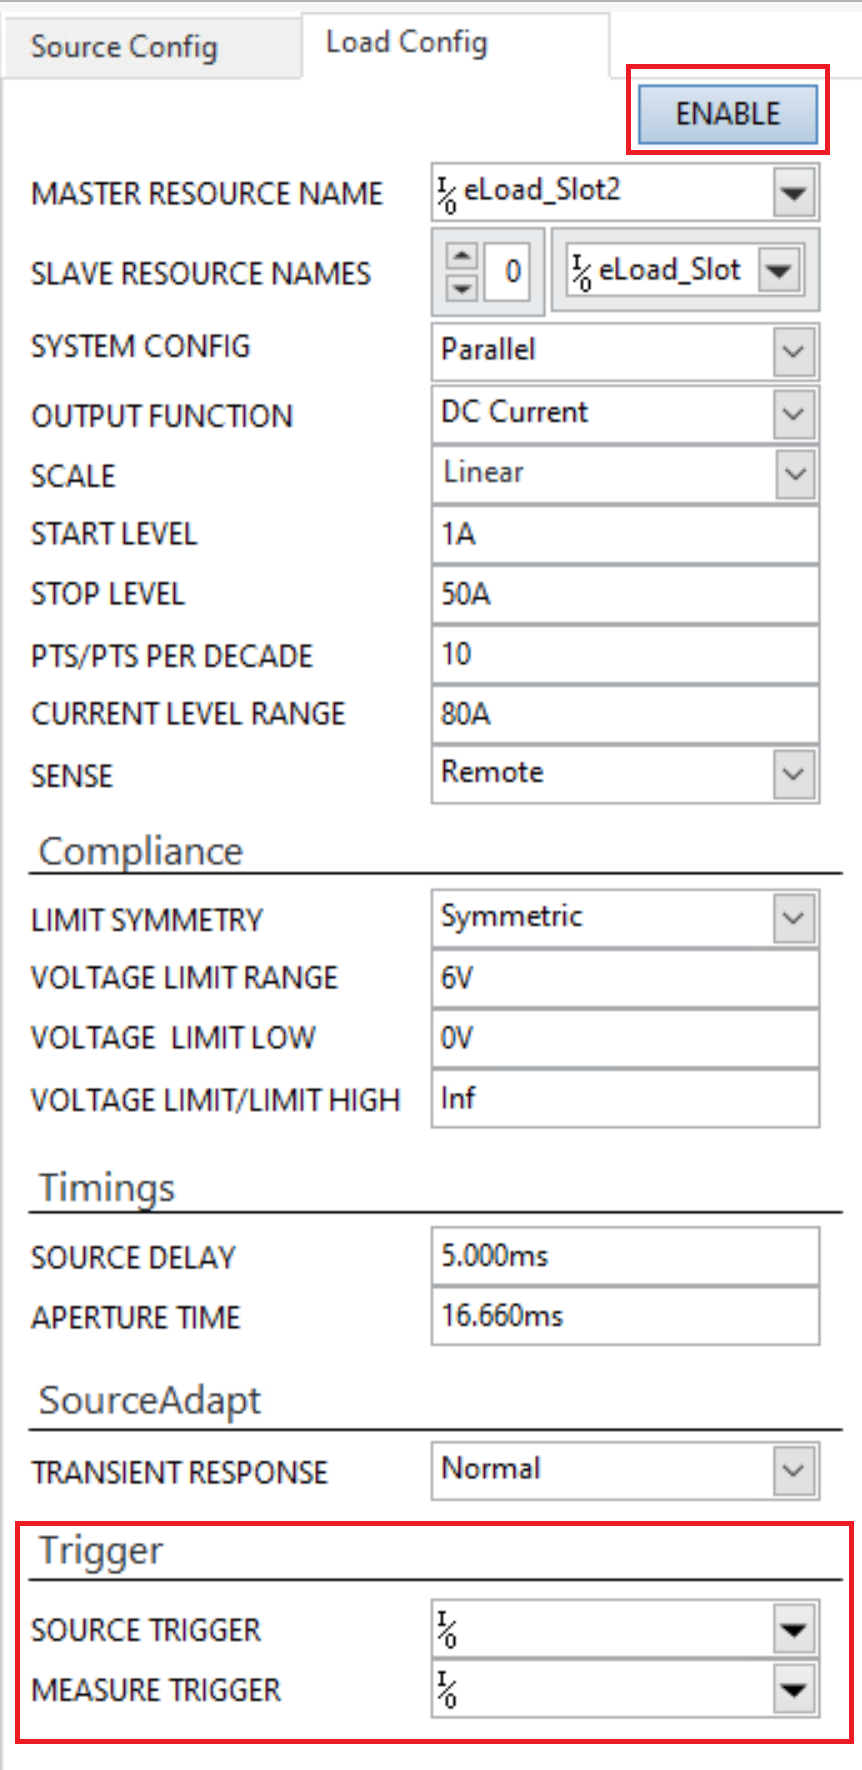 Source Config Load Config
ENABLE
MASTER RESOURCE NAME I/O eLoad_Slot2
SLAVE RESOURCE NAMES 0 I/O eLoad_Slot
SYSTEM CONFIG Parallel
OUTPUT FUNCTION DC Current
SCALE Linear
START LEVEL 1A
STOP LEVEL 50A
PTS/PTS PER DECADE 10
CURRENT LEVEL RANGE 80A
SENSE Remote
Compliance
LIMIT SYMMETRY Symmetric
VOLTAGE LIMIT RANGE 6V
VOLTAGE LIMIT LOW 0V
VOLTAGE LIMIT/LIMIT HIGH Inf
Timings
SOURCE DELAY 5.000ms
APERTURE TIME 16.660ms
SourceAdapt
TRANSIENT RESPONSE Normal
Trigger
SOURCE TRIGGER I/O
MEASURE TRIGGER I/O